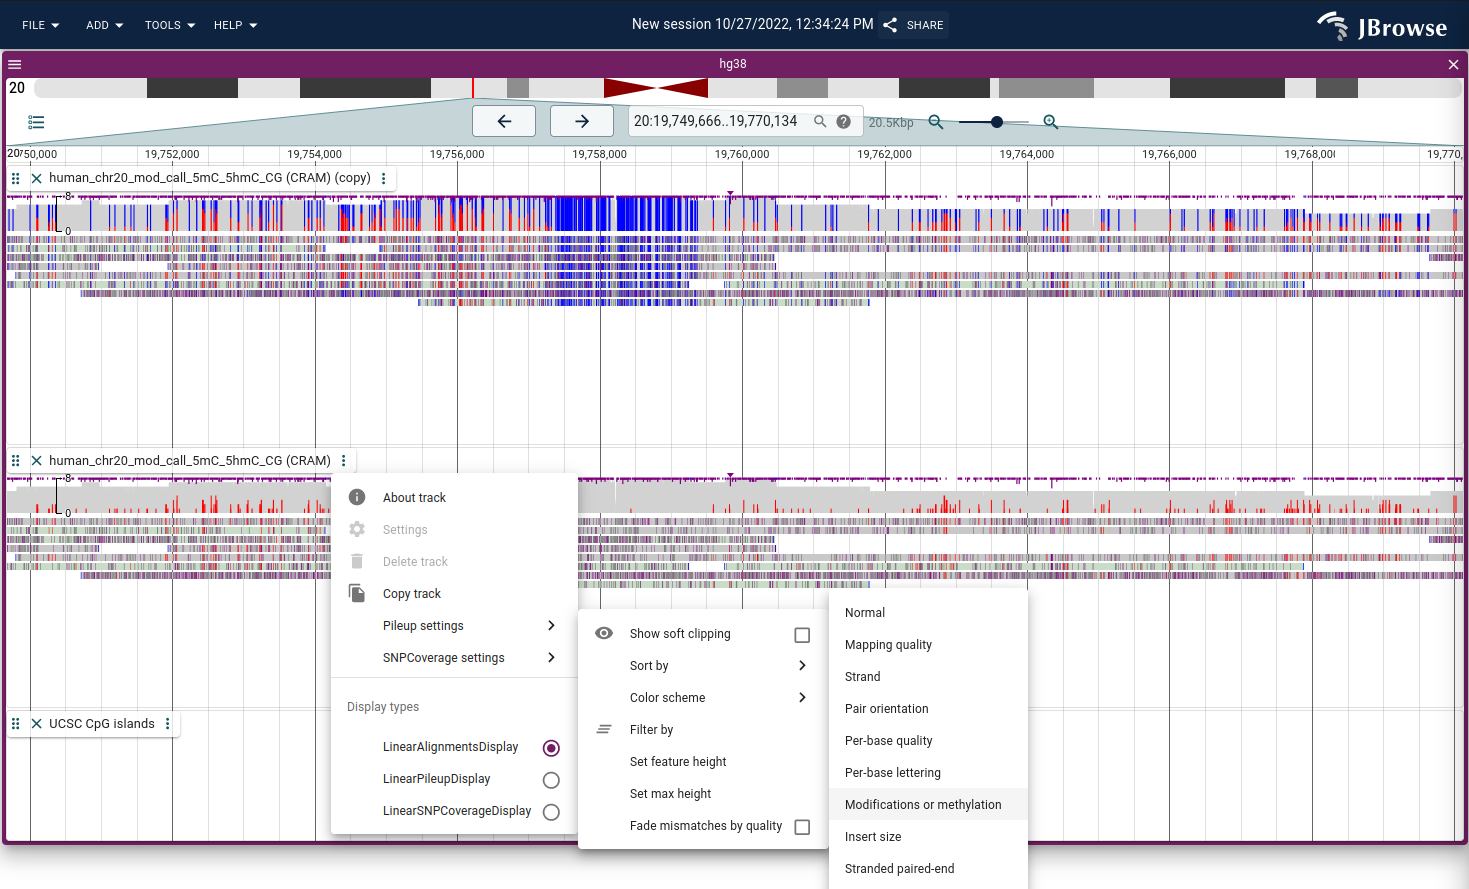 FILE ADD TOOLS HELP New session 10/27/2022, 12:34:24 PM SHARE JBrowse
hg38
20
20:19,749,666..19,770,134 20.5Kbp
20 750,000 19,752,000 19,754,000 19,756,000 19,758,000 19,760,000 19,762,000 19,764,000 19,766,000 19,768,000 19,770,
human_chr20_mod_call_5mC_5hmC_CG (CRAM) (copy)
8
0
human_chr20_mod_call_5mC_5hmC_CG (CRAM)
8
0
About track
Settings
Delete track
Copy track
Pileup settings
SNPCoverage settings
Display types
LinearAlignmentsDisplay
LinearPileupDisplay
LinearSNPCoverageDisplay
Show soft clipping
Sort by
Color scheme
Filter by
Set feature height
Set max height
Fade mismatches by quality
Normal
Mapping quality
Strand
Pair orientation
Per-base quality
Per-base lettering
Modifications or methylation
Insert size
Stranded paired-end
UCSC CpG islands